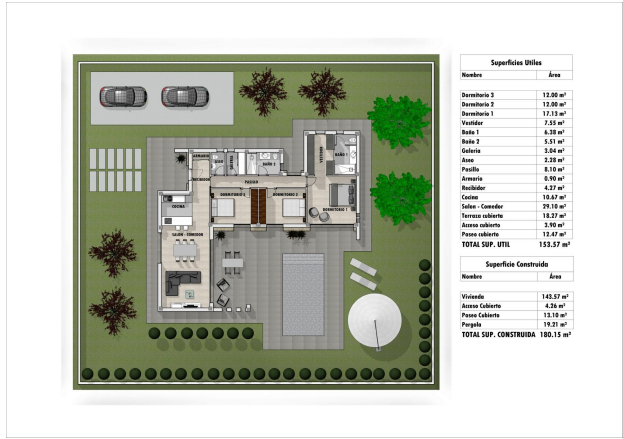 Superficies Utiles
Nombre Área
Dormitorio 3 12.00 m²
Dormitorio 2 12.00 m²
Dormitorio 1 17.13 m²
Vestidor 7.55 m²
Baño 1 6.38 m²
Baño 2 5.51 m²
Galeria 3.04 m²
Aseo 2.28 m²
Pasillo 8.10 m²
Armario 0.90 m²
Recibidor 4.27 m²
Cocina 10.67 m²
Salon - Comedor 29.10 m²
Terraza cubierta 18.27 m²
Acceso cubierto 3.90 m²
Paseo cubierto 12.47 m²
TOTAL SUP. UTIL 153.57 m²
Superficie Construida
Nombre Área
Vivienda 143.57 m²
Acceso Cubierto 4.26 m²
Paseo Cubierto 13.10 m²
Pergola 19.21 m²
TOTAL SUP. CONSTRUIDA 180.15 m²
ARMARIO
RECIBIDOR
BAÑO 2
VESTIDOR
BAÑO 1
PASILLO
DORMITORIO 3
DORMITORIO 2
DORMITORIO 1
COCINA
SALON - COMEDOR